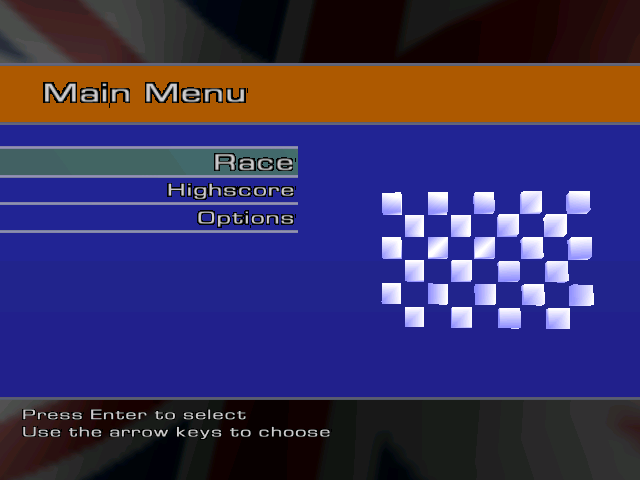 Main Menu
Race
Highscore
Options
Press Enter to select
Use the arrow keys to choose